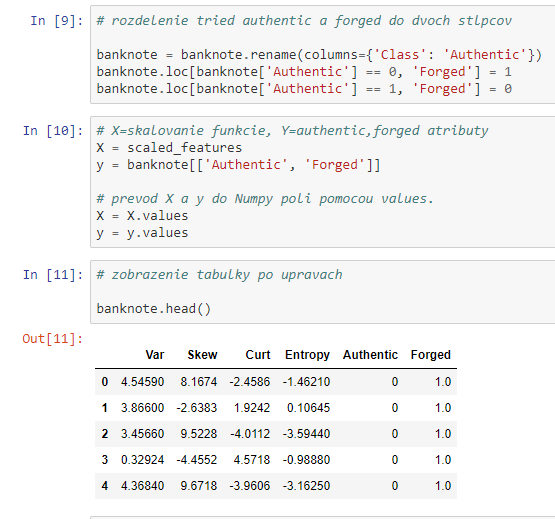 In [9]: # rozdelenie tried authentic a forged do dvoch stlpcov
banknote = banknote.rename(columns={'Class': 'Authentic'})
banknote.loc[banknote['Authentic'] == 0, 'Forged'] = 1
banknote.loc[banknote['Authentic'] == 1, 'Forged'] = 0
In [10]: # X=skalovanie funkcie, Y=authentic,forged atributy
X = scaled_features
y = banknote[['Authentic', 'Forged']]
# prevod X a y do Numpy poli pomocou values.
X = X.values
y = y.values
In [11]: # zobrazenie tabulky po upravach
banknote.head()
Out[11]:
Var Skew Curt Entropy Authentic Forged
0 4.54590 8.1674 -2.4586 -1.46210 0 1.0
1 3.86600 -2.6383 1.9242 0.10645 0 1.0
2 3.45660 9.5228 -4.0112 -3.59440 0 1.0
3 0.32924 -4.4552 4.5718 -0.98880 0 1.0
4 4.36840 9.6718 -3.9606 -3.16250 0 1.0